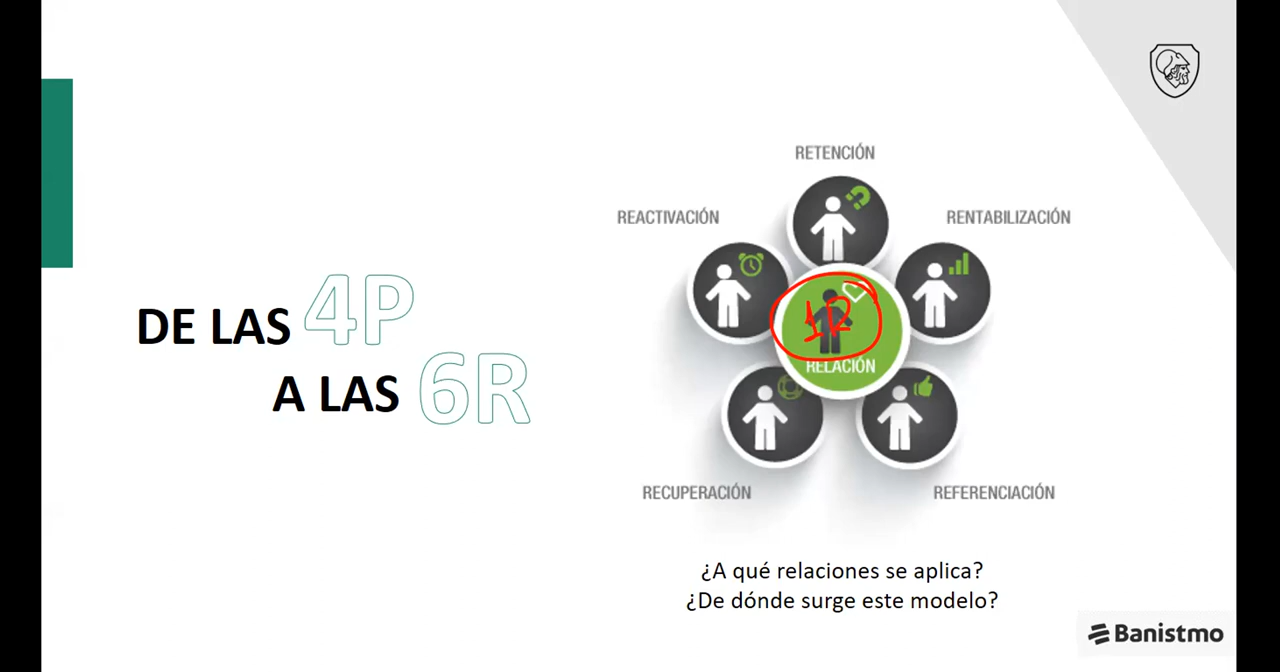 DE LAS 4P
A LAS 6R
RETENCIÓN
REACTIVACIÓN
RENTABILIZACIÓN
1R
RELACIÓN
RECUPERACIÓN
REFERENCIACIÓN
¿A qué relaciones se aplica?
¿De dónde surge este modelo?
Banistmo